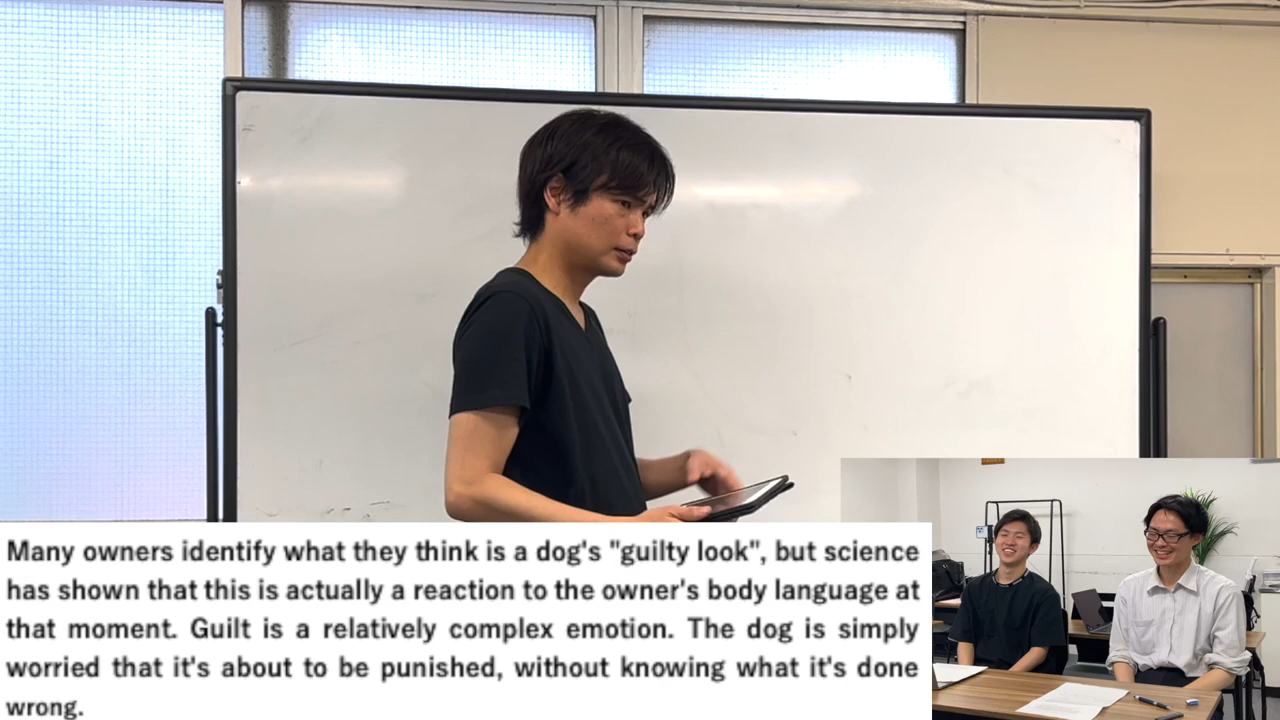 Many owners identify what they think is a dog's "guilty look", but science
has shown that this is actually a reaction to the owner's body language at
that moment. Guilt is a relatively complex emotion. The dog is simply
worried that it's about to be punished, without knowing what it's done
wrong.